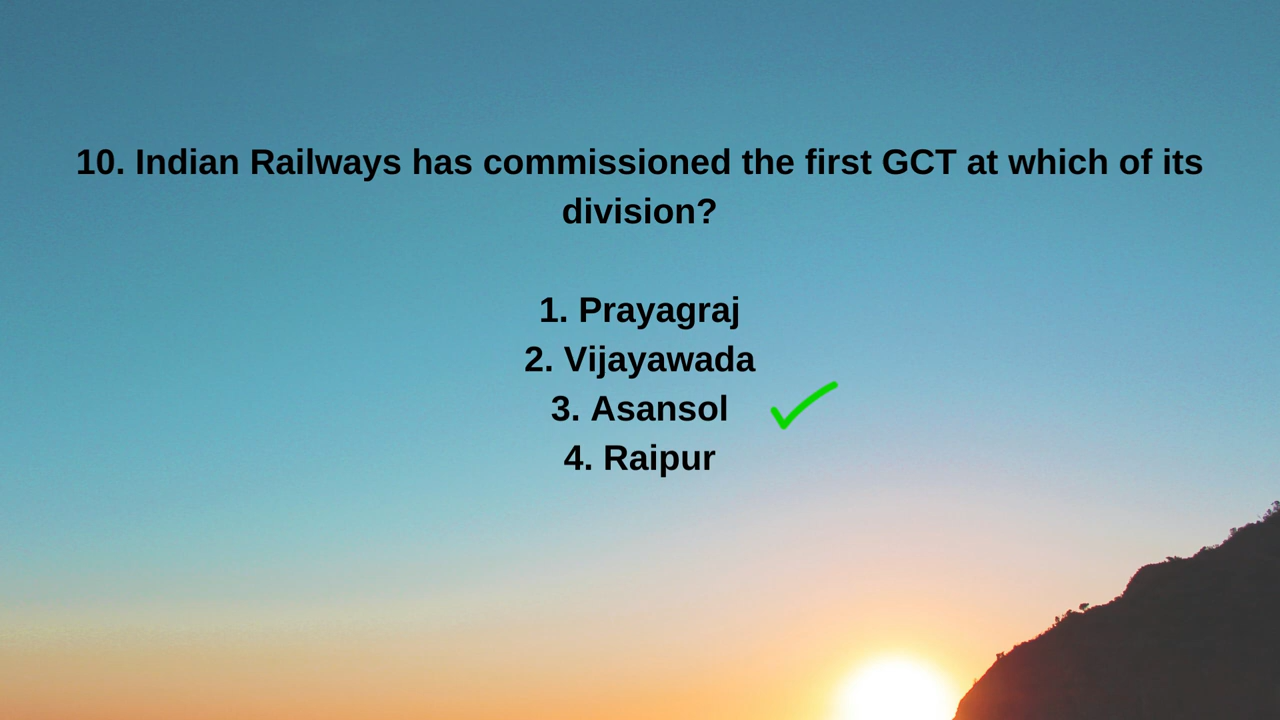 10. Indian Railways has commissioned the first GCT at which of its
division?
1. Prayagraj
2. Vijayawada
3. Asansol
4. Raipur